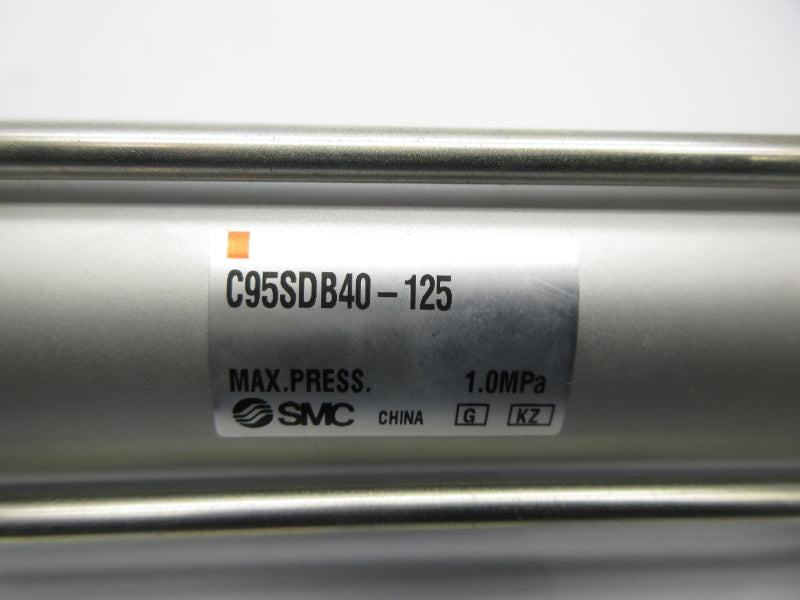 C95SDB40-125
MAX.PRESS. 1.0MPa
SMC CHINA G KZ